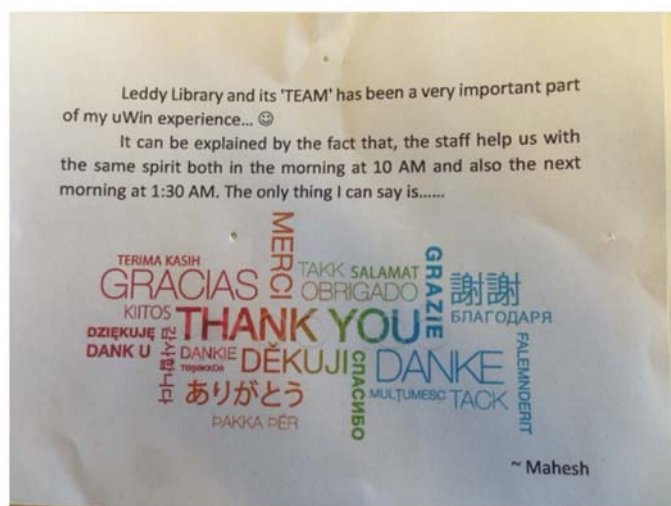 Leddy Library and its 'TEAM' has been a very important part
of my uWin experience... ☺
It can be explained by the fact that, the staff help us with
the same spirit both in the morning at 10 AM and also the next
morning at 1:30 AM. The only thing I can say is......
MERCI
TERIMA KASIH
TAKK SALAMAT
GRAZIE
GRACIAS
OBRIGADO
謝謝
KIITOS
THANK YOU
БЛАГОДАРЯ
DZIĘKUJĘ
DANK U
DANKIE
DĚKUJI
СПАСИБО
DANKE
FALEMNDERIT
ありがとう
MULŢUMESC TACK
ÞAKKA ÞÉR
~ Mahesh